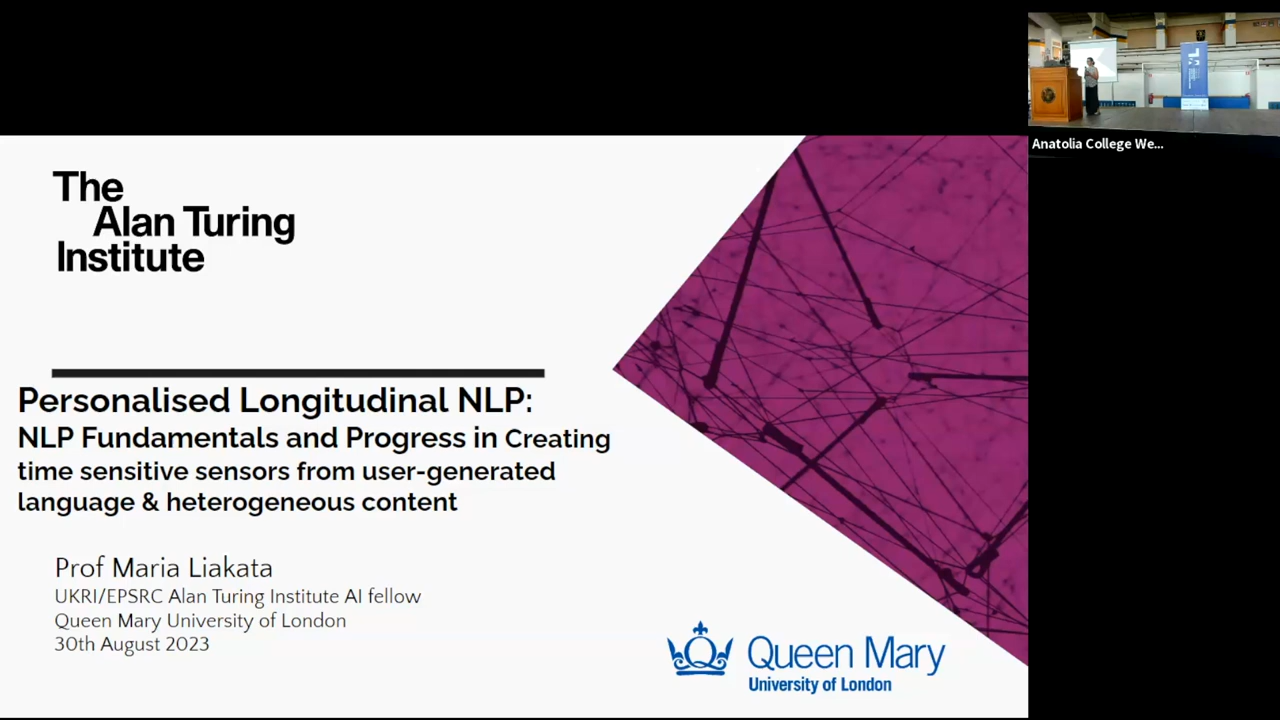 The
Alan Turing
Institute
Personalised Longitudinal NLP:
NLP Fundamentals and Progress in Creating
time sensitive sensors from user-generated
language & heterogeneous content
Prof Maria Liakata
UKRI/EPSRC Alan Turing Institute AI fellow
Queen Mary University of London
30th August 2023
Queen Mary
University of London
Anatolia College We...